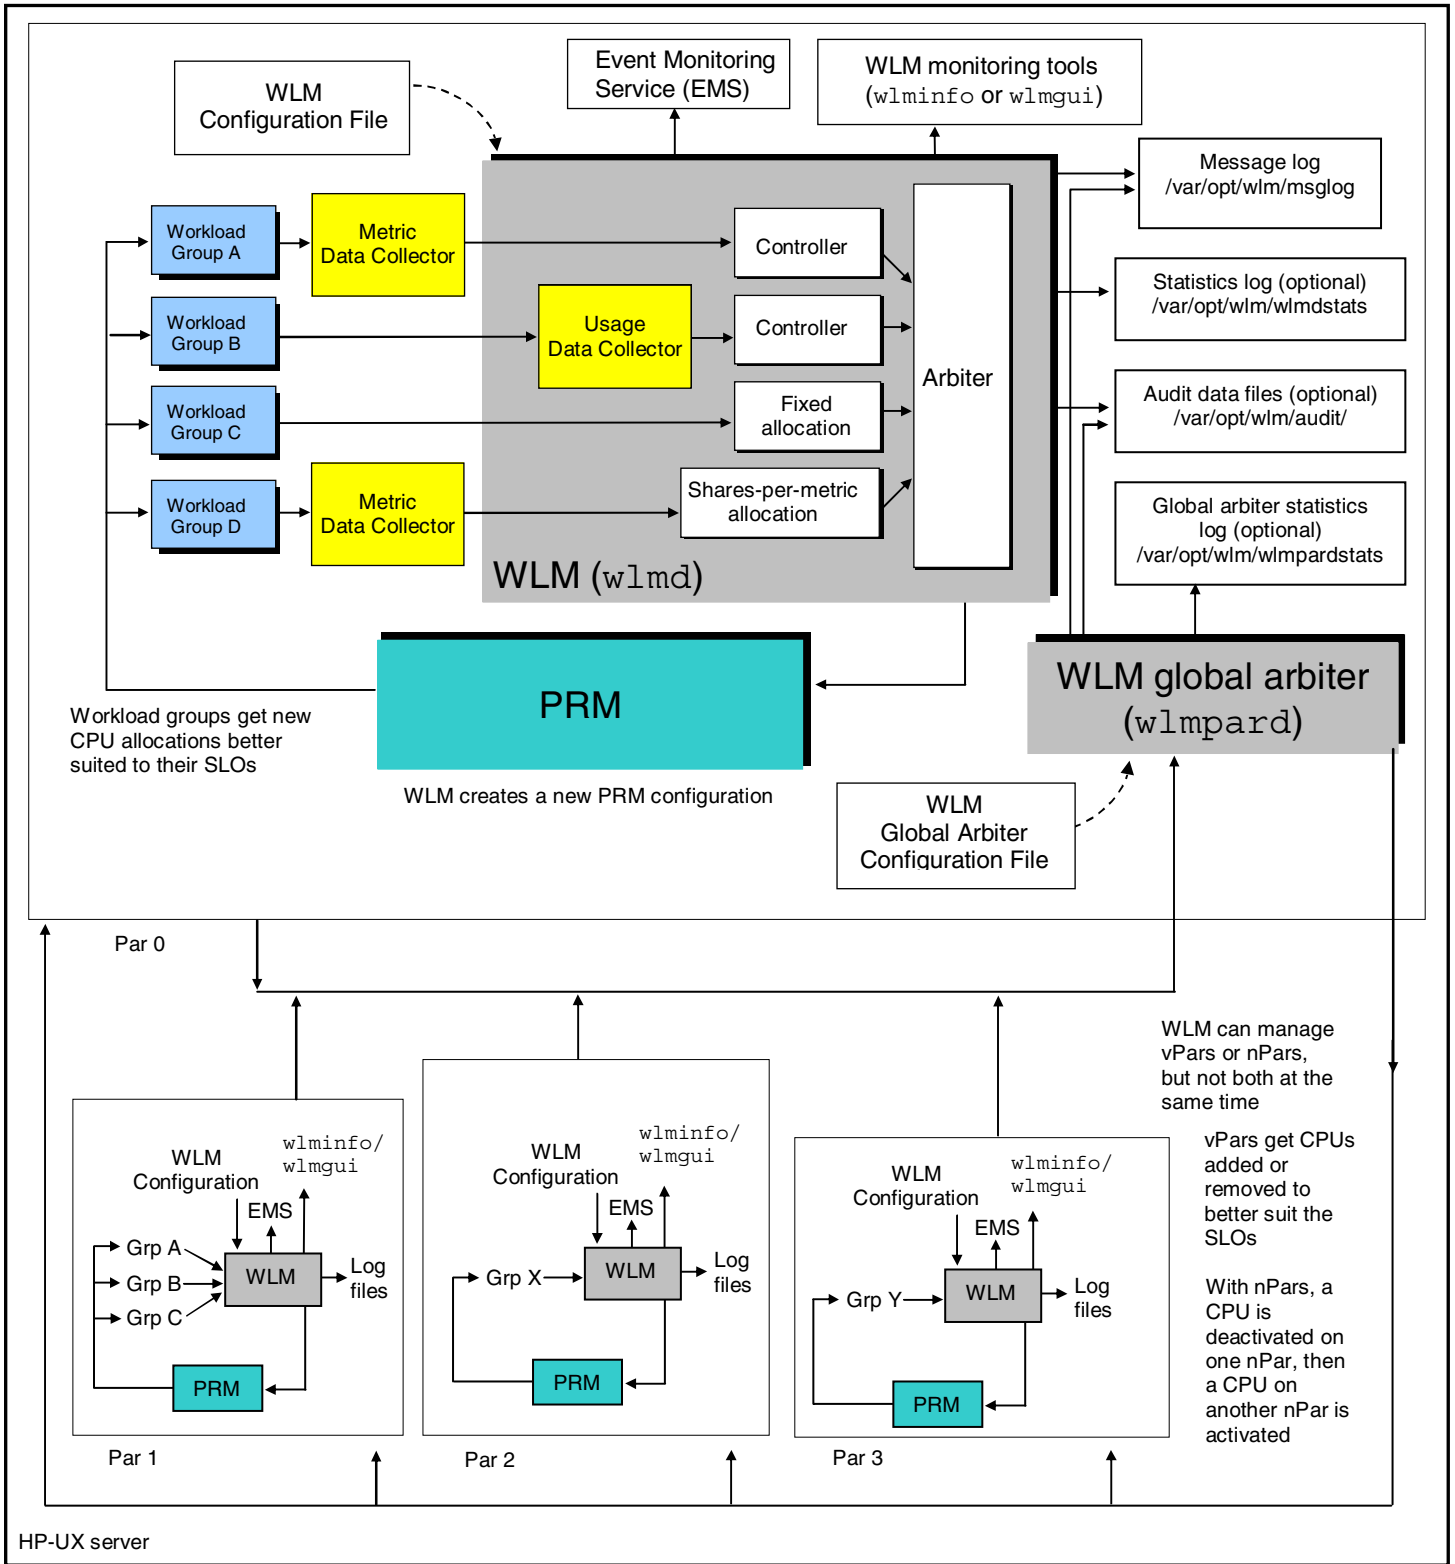 Event Monitoring
Service (EMS)
WLM monitoring tools
(wlminfo or wlmgui)
WLM
Configuration File
Message log
/var/opt/wlm/msglog
Workload
Group A
Metric
Data Collector
Controller
Statistics log (optional)
/var/opt/wlm/wlmdstats
Workload
Group B
Usage
Data Collector
Controller
Arbiter
Workload
Group C
Fixed
allocation
Audit data files (optional)
/var/opt/wlm/audit/
Workload
Group D
Metric
Data Collector
Shares-per-metric
allocation
Global arbiter statistics
log (optional)
/var/opt/wlm/wlmpardstats
WLM (wlmd)
PRM
WLM global arbiter
(wlmpard)
Workload groups get new
CPU allocations better
suited to their SLOs
WLM creates a new PRM configuration
WLM
Global Arbiter
Configuration File
Par 0
WLM can manage
vPars or nPars,
but not both at the
same time
vPars get CPUs
added or
removed to
better suit the
SLOs
With nPars, a
CPU is
deactivated on
one nPar, then
a CPU on
another nPar is
activated
WLM
Configuration
wlminfo/
wlmgui
EMS
Grp A
Grp B
Grp C
WLM
Log
files
PRM
Par 1
WLM
Configuration
wlminfo/
wlmgui
EMS
Grp X
WLM
Log
files
PRM
Par 2
WLM
Configuration
wlminfo/
wlmgui
EMS
Grp Y
WLM
Log
files
PRM
Par 3
HP-UX server